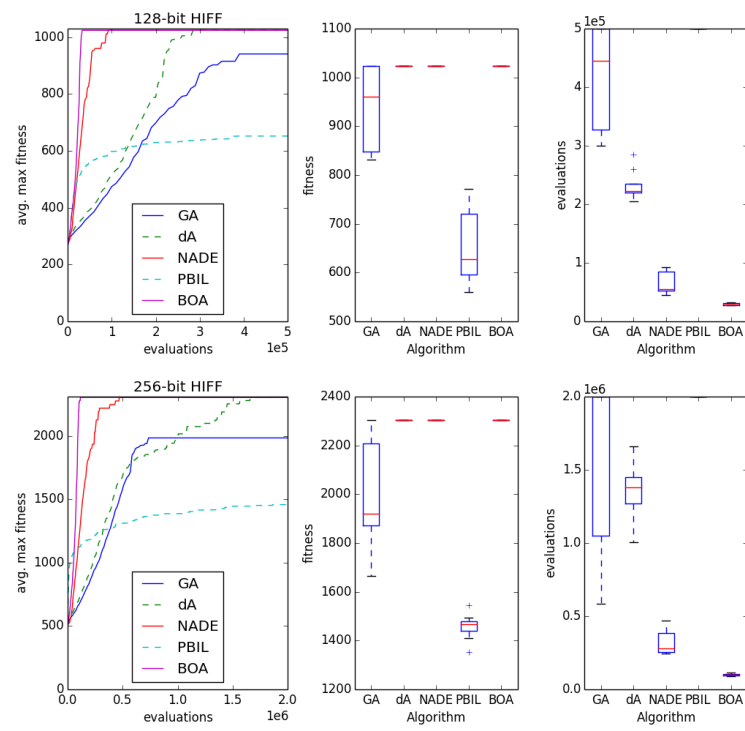 128-bit HIFF
avg. max fitness
1000
800
600
400
200
0
0 1 2 3 4 5
1e5
evaluations
GA
dA
NADE
PBIL
BOA
fitness
1100
1000
900
800
700
600
500
GA dA NADE PBIL BOA
Algorithm
evaluations
1e5
5
4
3
2
1
0
GA dA NADE PBIL BOA
Algorithm
256-bit HIFF
avg. max fitness
2000
1500
1000
500
0
0.0 0.5 1.0 1.5 2.0
1e6
evaluations
GA
dA
NADE
PBIL
BOA
fitness
2400
2200
2000
1800
1600
1400
1200
GA dA NADE PBIL BOA
Algorithm
evaluations
1e6
2.0
1.5
1.0
0.5
0.0
GA dA NADE PBIL BOA
Algorithm